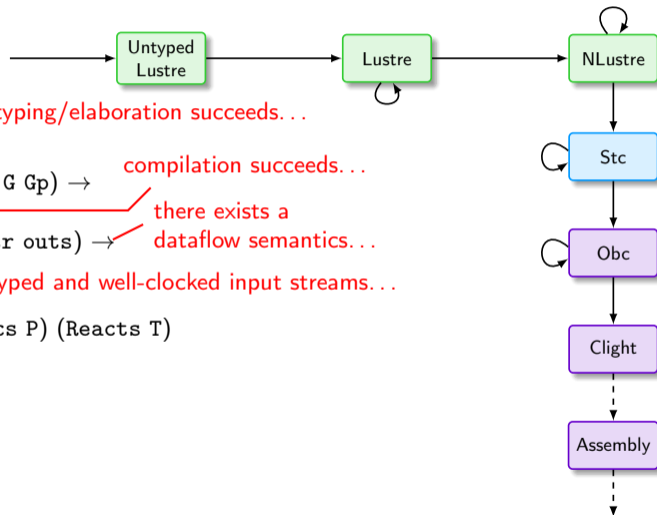 Untyped
Lustre
Lustre
NLustre
typing/elaboration succeeds...
compilation succeeds...
Stc
G Gp) →
there exists a
r outs) →
dataflow semantics...
Obc
yped and well-clocked input streams...
cs P) (Reacts T)
Clight
Assembly